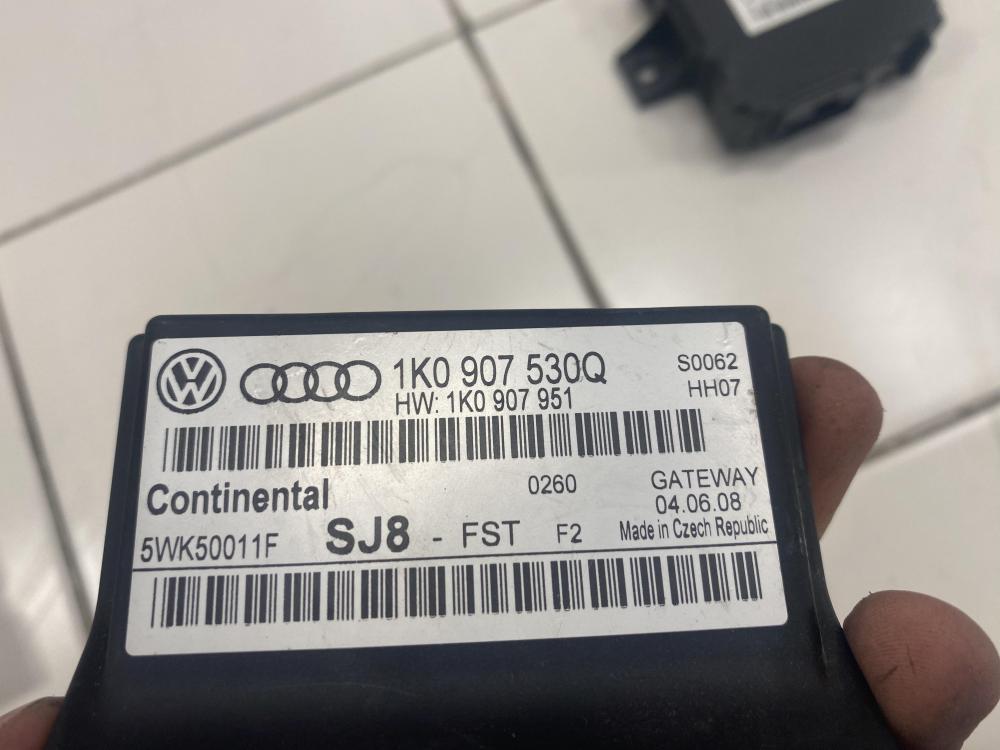 1K0 907 530Q S0062
HW: 1K0 907 951 HH07
Continental 0260 GATEWAY
04.06.08
5WK50011F SJ8 - FST F2 Made in Czech Republic